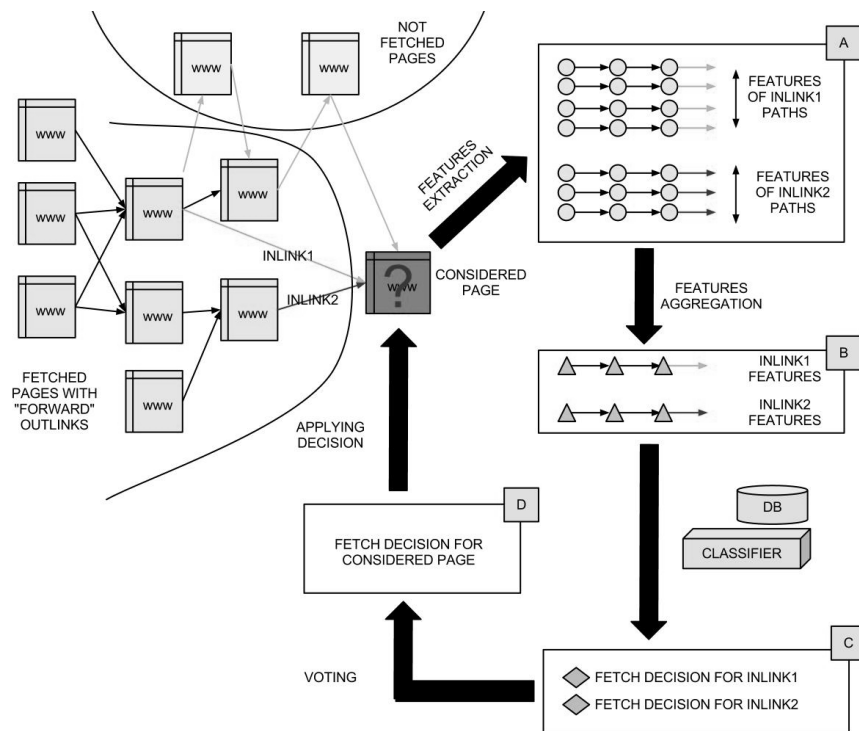 NOT FETCHED
PAGES
www
www
A
FEATURES
OF INLINK1
PATHS
FEATURES
OF INLINK2
PATHS
FEATURES
EXTRACTION
www
www
www
www
www
www
www
www
INLINK1
INLINK2
?
www
CONSIDERED
PAGE
FETCHED
PAGES WITH
"FORWARD"
OUTLINKS
www
FEATURES
AGGREGATION
B
INLINK1
FEATURES
INLINK2
FEATURES
APPLYING
DECISION
DB
CLASSIFIER
D
FETCH DECISION FOR
CONSIDERED PAGE
C
FETCH DECISION FOR INLINK1
FETCH DECISION FOR INLINK2
VOTING